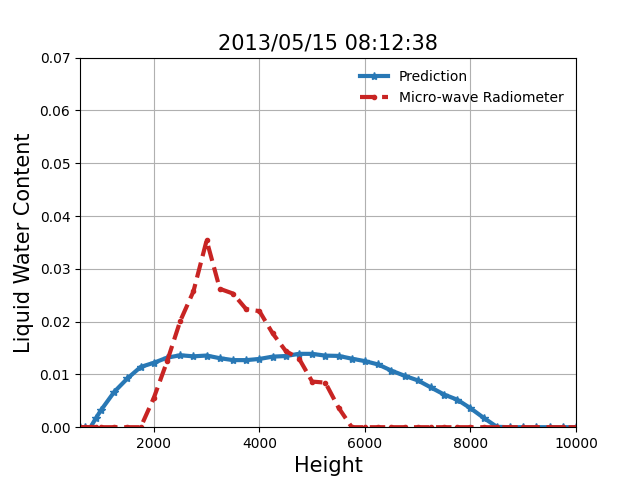 2013/05/15 08:12:38
0.07
0.06
0.05
0.04
0.03
0.02
0.01
0.00
Liquid Water Content
Prediction
Micro-wave Radiometer
2000 4000 6000 8000 10000
Height